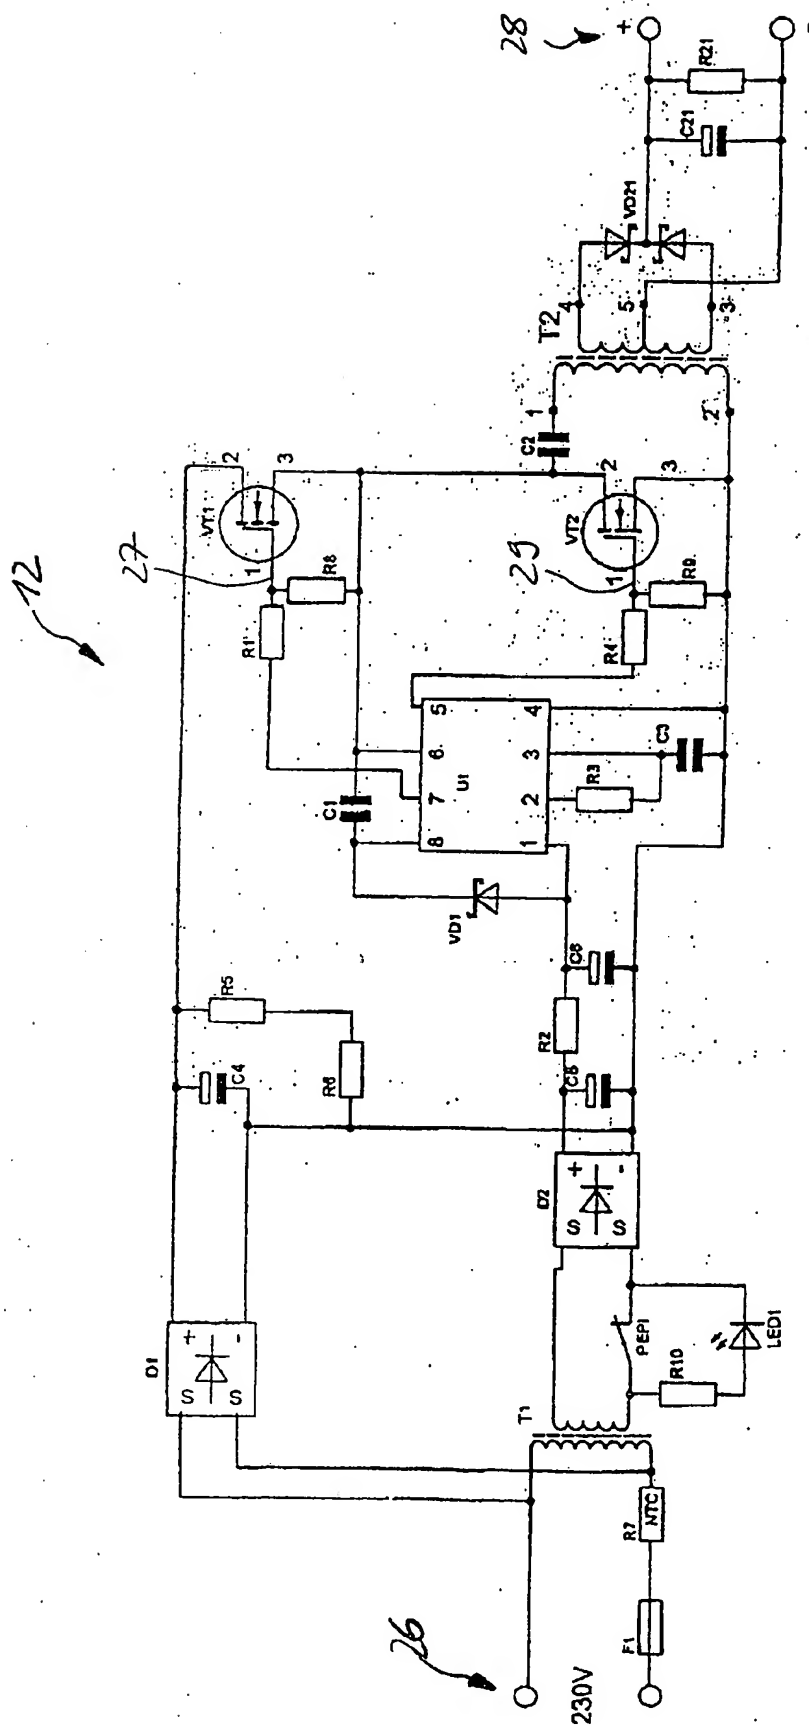 12
26
230V
F1
R7
NTC
T1
D1
S
S
+
-
PEP1
R10
LED1
D2
S
S
+
-
C4
R5
R6
C5
R2
C6
VD1
C1
8
7
6
5
U1
1
2
3
4
R3
C3
R1
R8
27
1
VT1
2
3
R4
R9
1
VT2
2
3
C2
1
2
T2
4
5
3
VD21
C21
R21
28
+
-